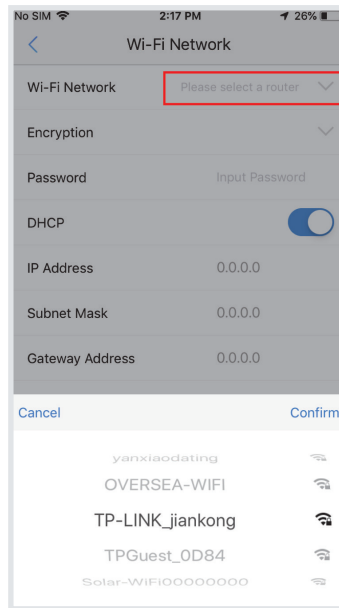 No SIM 2:17 PM 26%
Wi-Fi Network
Wi-Fi Network Please select a router
Encryption
Password Input Password
DHCP
IP Address 0.0.0.0
Subnet Mask 0.0.0.0
Gateway Address 0.0.0.0
Cancel Confirm
yanxiaodating
OVERSEA-WIFI
TP-LINK_jiankong
TPGuest_0D84
Solar-WiFi00000000